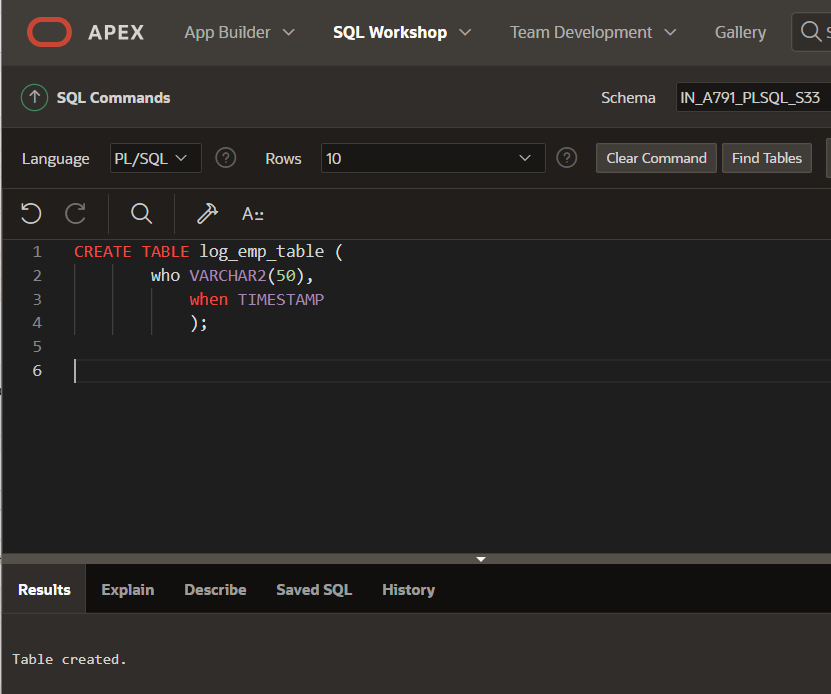 APEX App Builder SQL Workshop Team Development Gallery
SQL Commands Schema IN_A791_PLSQL_S33
Language PL/SQL ? Rows 10 ? Clear Command Find Tables
A::
1 CREATE TABLE log_emp_table (
2 who VARCHAR2(50),
3 when TIMESTAMP
4 );
5
6
Results Explain Describe Saved SQL History
Table created.